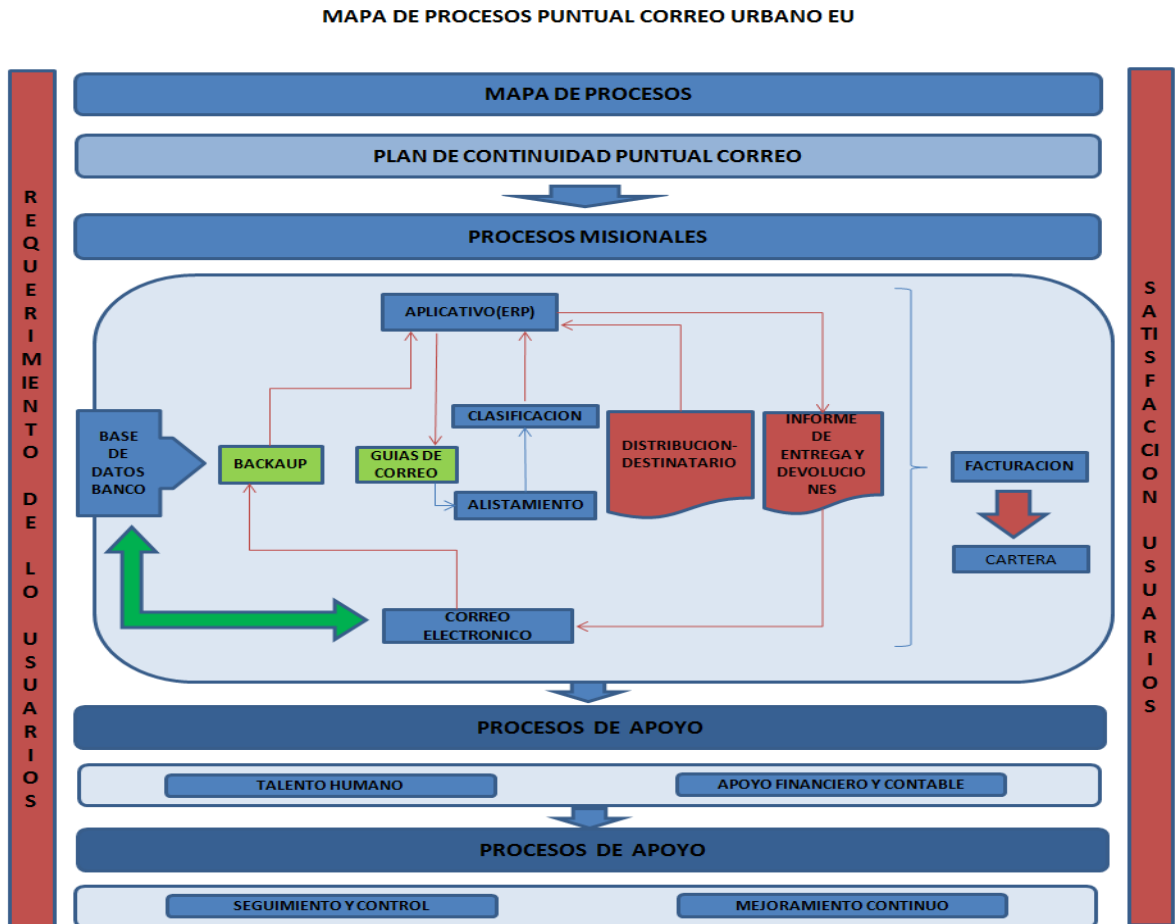 MAPA DE PROCESOS PUNTUAL CORREO URBANO EU
REQUERIMIENTO DE LO USUARIOS
MAPA DE PROCESOS
PLAN DE CONTINUIDAD PUNTUAL CORREO
PROCESOS MISIONALES
APLICATIVO(ERP)
BASE
DE
DATOS
BANCO
BACKAUP
GUIAS DE
CORREO
CLASIFICACION
ALISTAMIENTO
DISTRIBUCION-
DESTINATARIO
INFORME
DE
ENTREGA Y
DEVOLUCIO
NES
FACTURACION
CARTERA
CORREO
ELECTRONICO
PROCESOS DE APOYO
TALENTO HUMANO
APOYO FINANCIERO Y CONTABLE
PROCESOS DE APOYO
SEGUIMIENTO Y CONTROL
MEJORAMIENTO CONTINUO
SATISFACCION USUARIOS